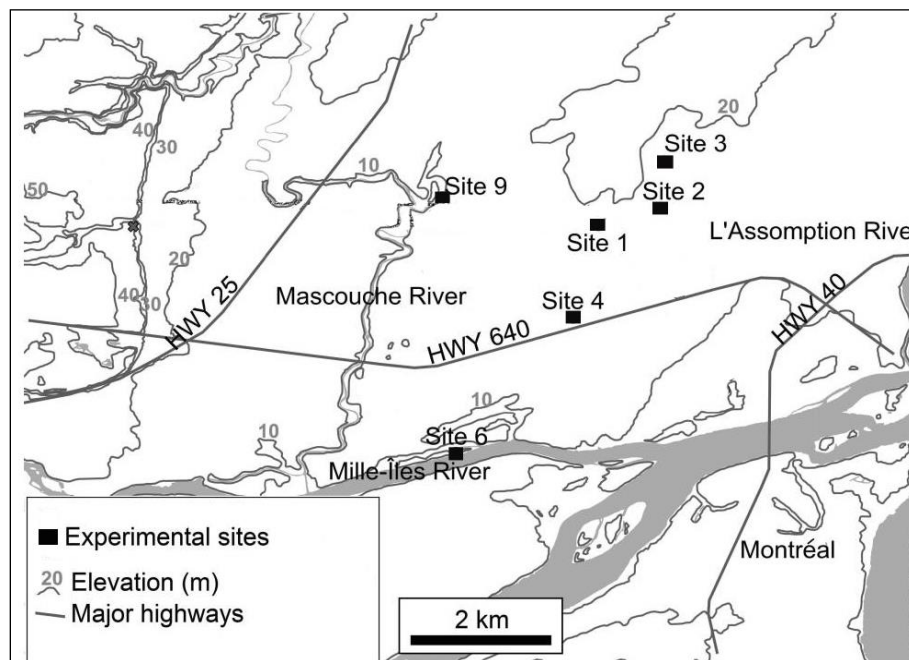 20
Site 3
40
30
10
Site 9
Site 2
50
Site 1
L'Assomption Rive
20
Mascouche River
40
30
HWY 25
Site 4
HWY 40
HWY 640
10
10
Site 6
Mille-Îles River
Experimental sites
20 Elevation (m)
Major highways
Montréal
2 km